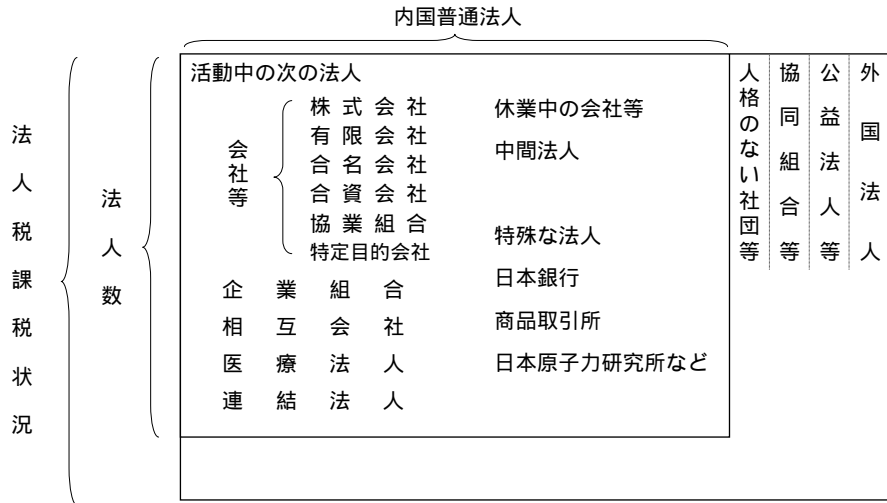 内国普通法人
法人税課税状況
法人数
活動中の次の法人
会社等
株式会社
有限会社
合名会社
合資会社
協業組合
特定目的会社
企業組合
相互会社
医療法人
連結法人
休業中の会社等
中間法人
特殊な法人
日本銀行
商品取引所
日本原子力研究所など
人格のない社団等
協同組合等
公益法人等
外国法人